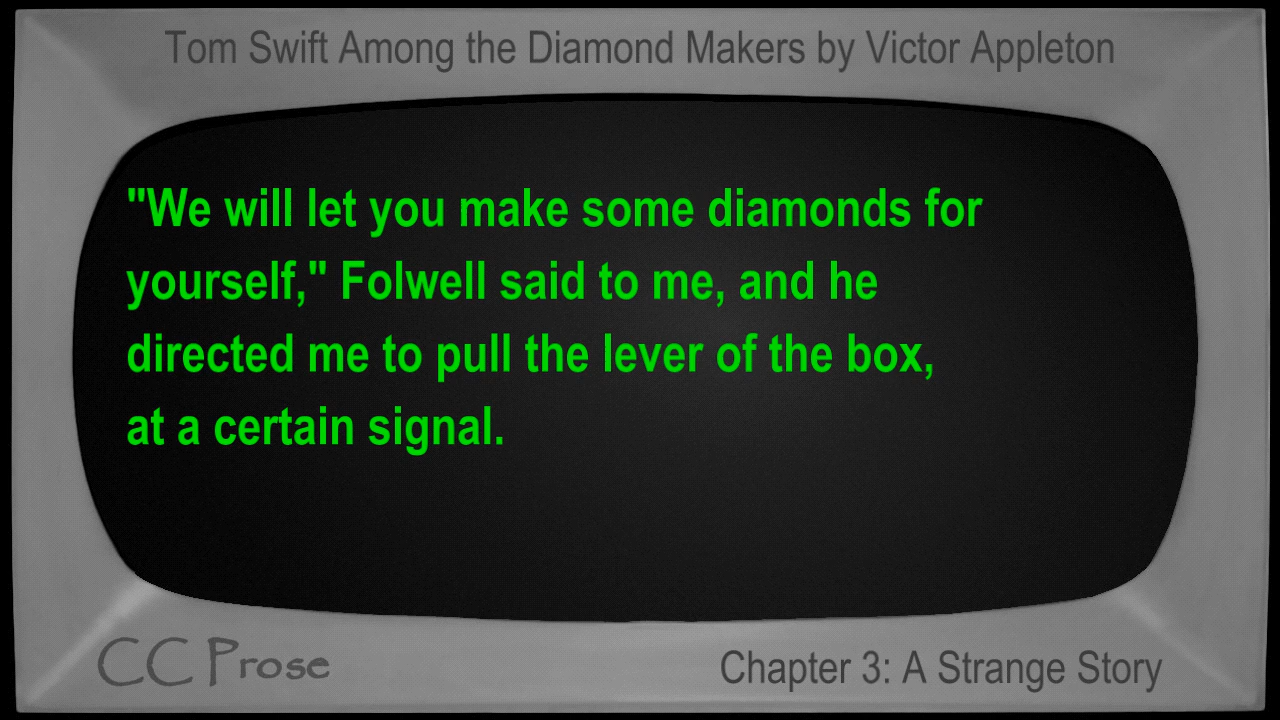 Tom Swift Among the Diamond Makers by Victor Appleton
"We will let you make some diamonds for
yourself," Folwell said to me, and he
directed me to pull the lever of the box,
at a certain signal.
CC Prose
Chapter 3: A Strange Story